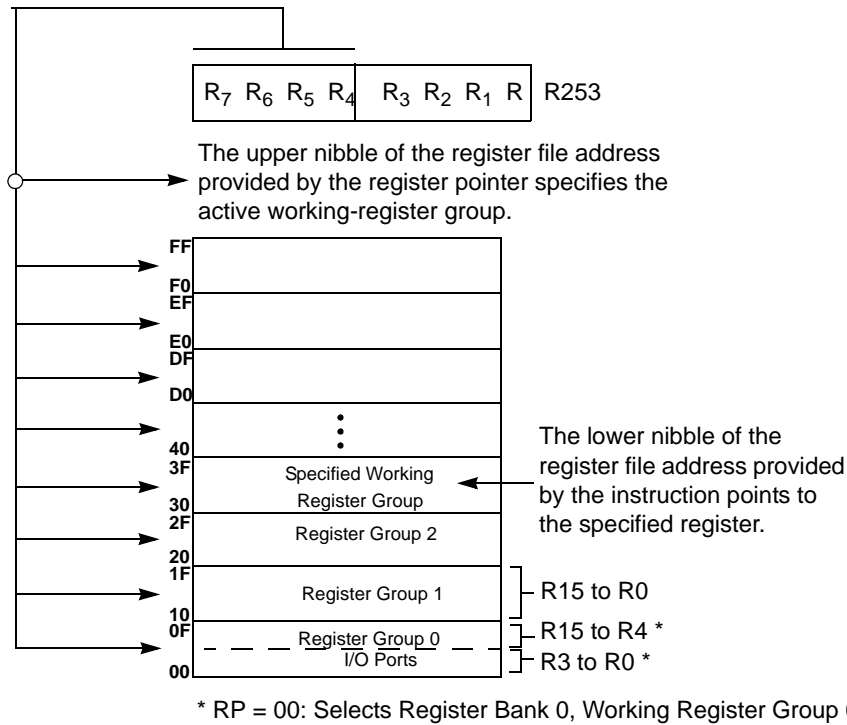 R7 R6 R5 R4 R3 R2 R1 R R253
The upper nibble of the register file address
provided by the register pointer specifies the
active working-register group.
FF
F0
EF
E0
DF
D0
40
3F
Specified Working
Register Group
30
The lower nibble of the
register file address provided
by the instruction points to
the specified register.
2F
Register Group 2
20
1F
Register Group 1
R15 to R0
10
0F
Register Group 0
R15 to R4 *
I/O Ports
R3 to R0 *
00
* RP = 00: Selects Register Bank 0, Working Register Group